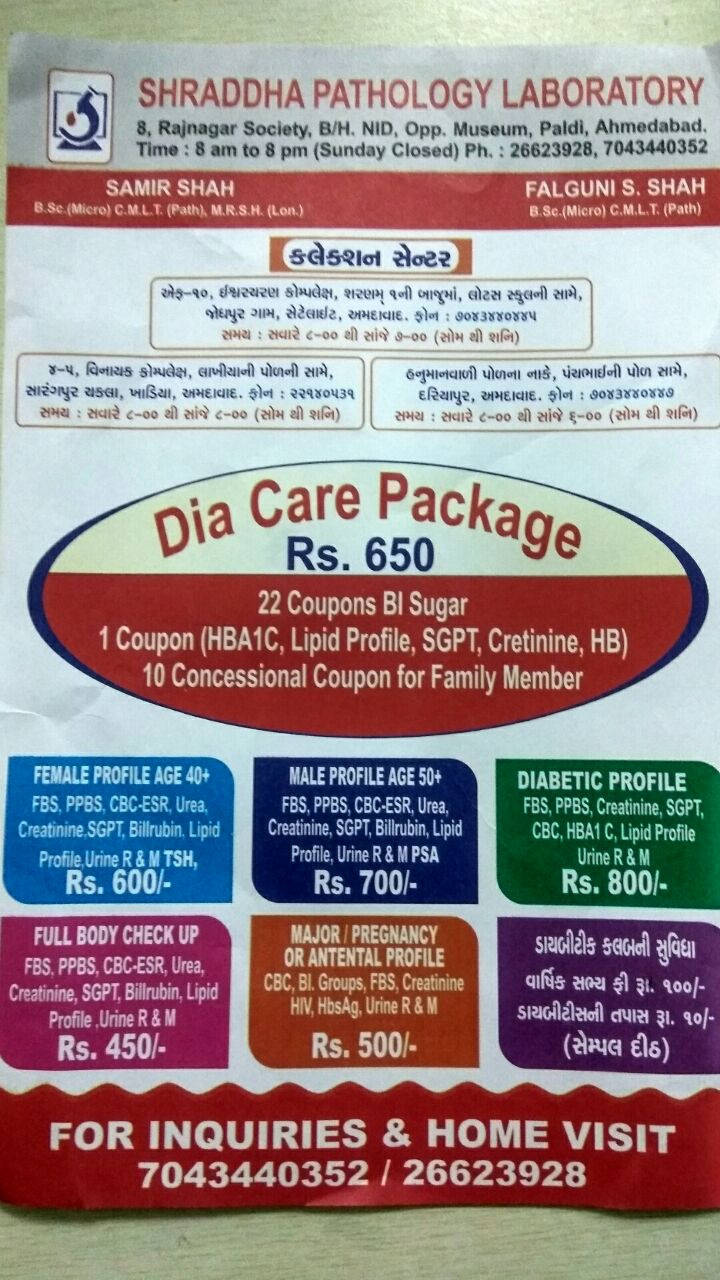 SHRADDHA PATHOLOGY LABORATORY
8, Rajnagar Society, B/H. NID, Opp. Museum, Paldi, Ahmedabad.
Time : 8 am to 8 pm (Sunday Closed) Ph. : 26623928, 7043440352
SAMIR SHAH
B.Sc.(Micro) C.M.L.T. (Path), M.R.S.H. (Lon.)
FALGUNI S. SHAH
B.Sc.(Micro) C.M.L.T. (Path)
કલેકશન સેન્ટર
એફ-૧૦, ઈશ્વરચરણ કોમ્પલેક્ષ, શરણમ્ ૧ની બાજુમાં, લોટસ સ્કુલની સામે,
જોધપુર ગામ, સેટેલાઈટ, અમદાવાદ. ફોન : ૭૦૪૩૪૪૦૪૪૫
સમય : સવારે ૮-૦૦ થી સાંજે ૭-૦૦ (સોમ થી શનિ)
૪-૫, વિનાયક કોમ્પલેક્ષ, લાખીયાની પોળની સામે,
સારંગપુર ચકલા, ખાડિયા, અમદાવાદ. ફોન : ૨૨૧૪૦૫૩૧
સમય : સવારે ૮-૦૦ થી સાંજે ૮-૦૦ (સોમ થી શનિ)
હનુમાનવાળી પોળના નાકે, પંચભાઈની પોળ સામે,
દરિયાપુર, અમદાવાદ. ફોન : ૭૦૪૩૪૪૦૪૪૭
સમય : સવારે ૮-૦૦ થી સાંજે ૬-૦૦ (સોમ થી શનિ)
Dia Care Package
Rs. 650
22 Coupons Bl Sugar
1 Coupon (HBA1C, Lipid Profile, SGPT, Cretinine, HB)
10 Concessional Coupon for Family Member
FEMALE PROFILE AGE 40+
FBS, PPBS, CBC-ESR, Urea,
Creatinine.SGPT, Billrubin, Lipid
Profile,Urine R & M TSH,
Rs. 600/-
MALE PROFILE AGE 50+
FBS, PPBS, CBC-ESR, Urea,
Creatinine, SGPT, Billrubin, Lipid
Profile, Urine R & M PSA
Rs. 700/-
DIABETIC PROFILE
FBS, PPBS, Creatinine, SGPT,
CBC, HBA1 C, Lipid Profile
Urine R & M
Rs. 800/-
FULL BODY CHECK UP
FBS, PPBS, CBC-ESR, Urea,
Creatinine, SGPT, Billrubin, Lipid
Profile ,Urine R & M
Rs. 450/-
MAJOR / PREGNANCY
OR ANTENTAL PROFILE
CBC, Bl. Groups, FBS, Creatinine
HIV, HbsAg, Urine R & M
Rs. 500/-
ડાયબીટીક કલબની સુવિધા
વાર્ષિક સભ્ય ફી રૂા. ૧૦૦/-
ડાયબીટીસની તપાસ રૂા. ૧૦/-
(સેમ્પલ દીઠ)
FOR INQUIRIES & HOME VISIT
7043440352 / 26623928